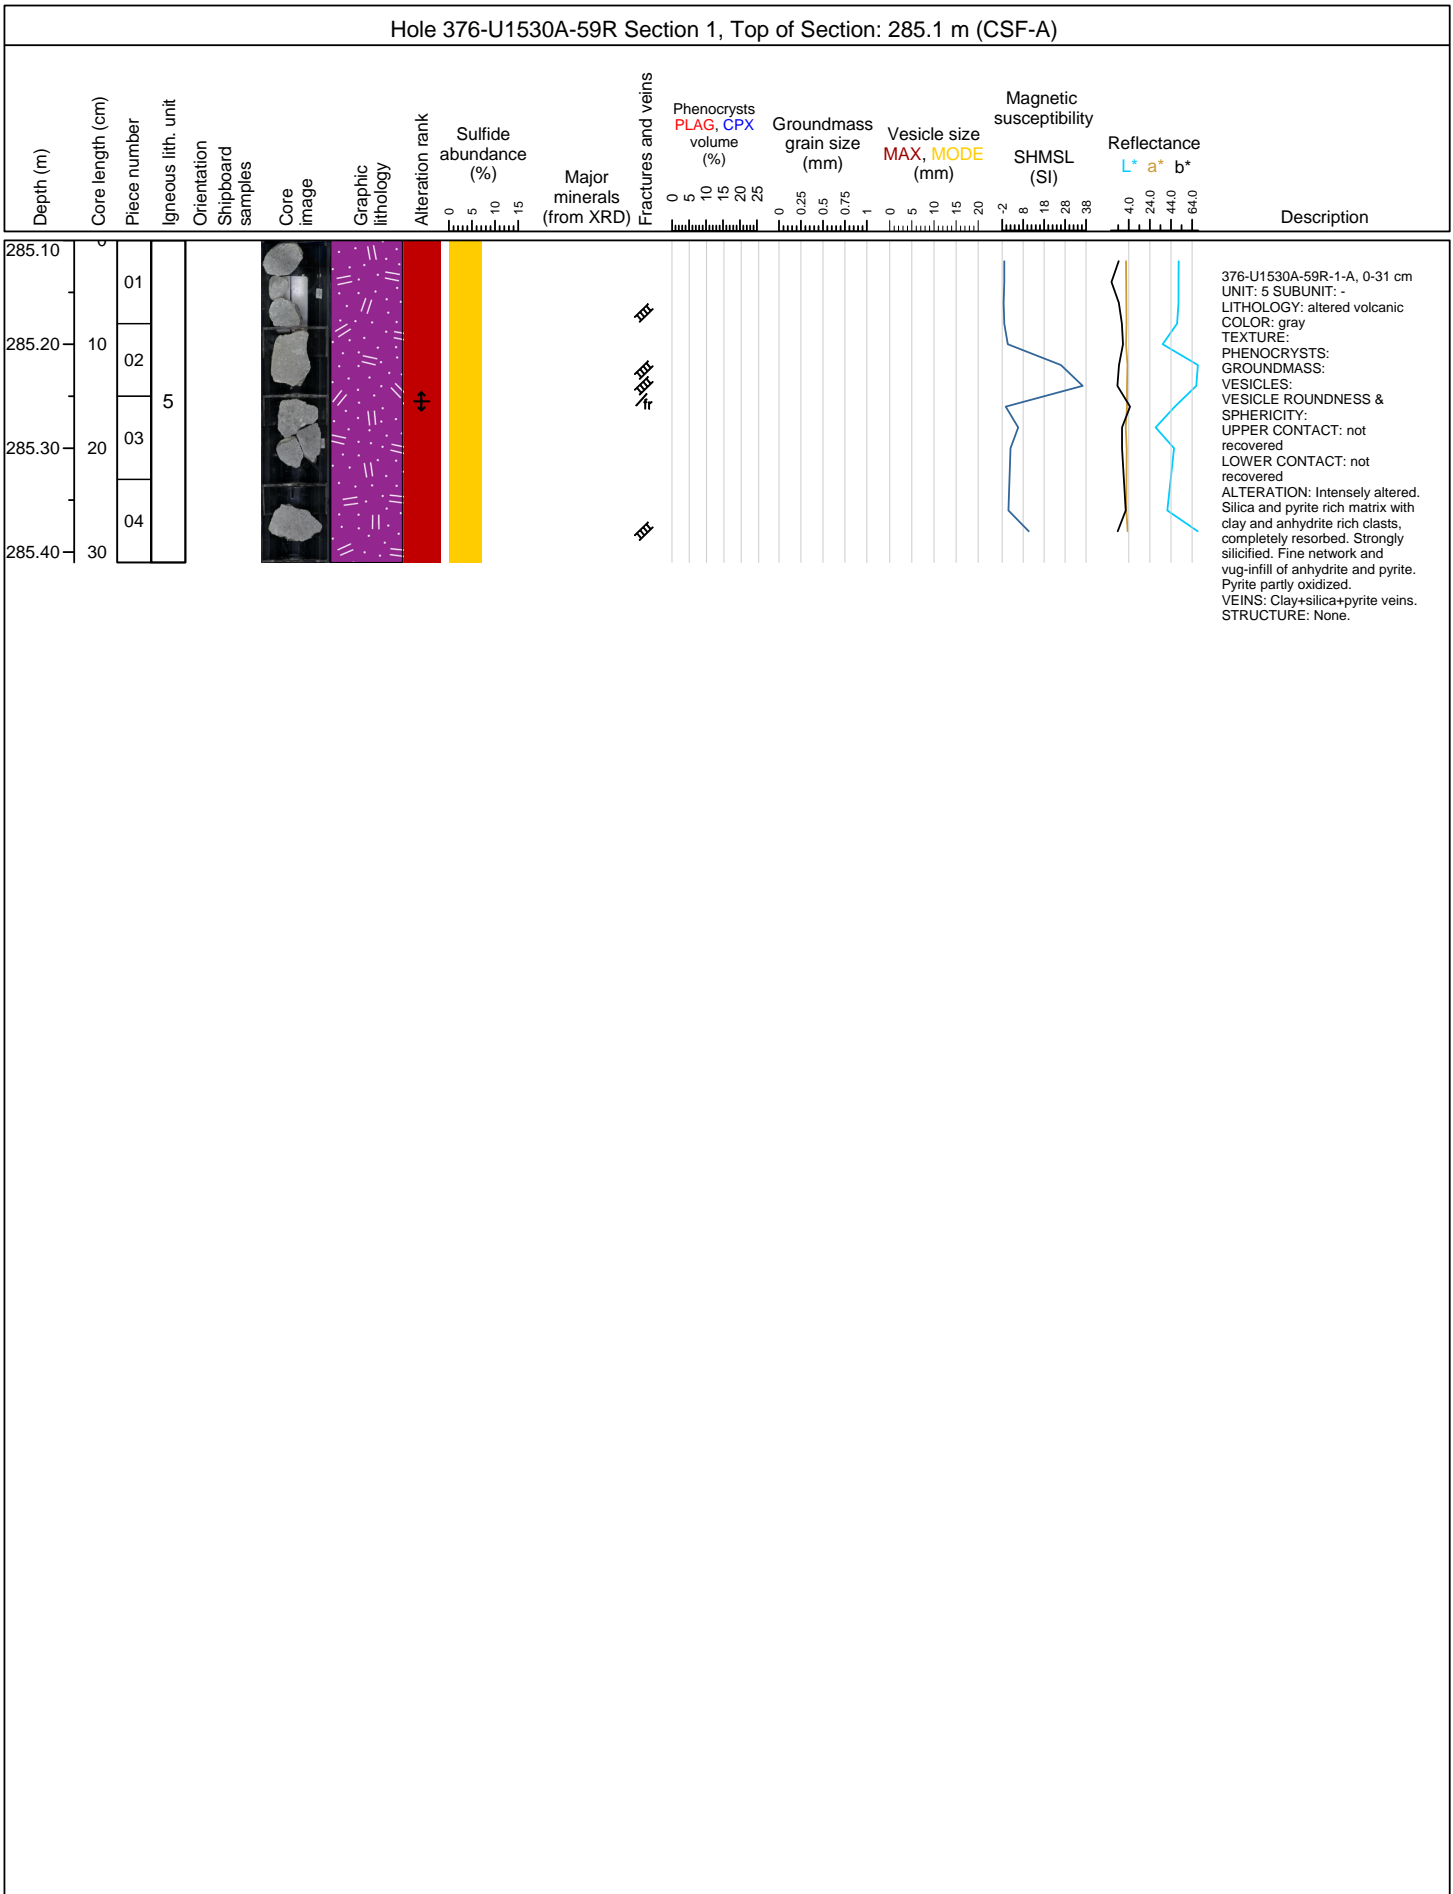 Hole 376-U1530A-59R Section 1, Top of Section: 285.1 m (CSF-A)
Depth (m)
Core length (cm)
Piece number
Igneous lith. unit
Orientation
Shipboard
samples
Core
image
Graphic
lithology
Alteration rank
Sulfide
abundance
(%)
0 5 10 15
Major
minerals
(from XRD)
Fractures and veins
Phenocrysts
PLAG, CPX
volume
(%)
0 5 10 15 20 25
Groundmass
grain size
(mm)
0 0.25 0.5 0.75 1
Vesicle size
MAX, MODE
(mm)
0 5 10 15 20
Magnetic
susceptibility
SHMSL
(SI)
-2 8 18 28 38
Reflectance
L* a* b*
4.0 24.0 44.0 64.0
Description
285.10
285.20
285.30
285.40
0
10
20
30
01
02
03
04
5
fr
376-U1530A-59R-1-A, 0-31 cm
UNIT: 5 SUBUNIT: -
LITHOLOGY: altered volcanic
COLOR: gray
TEXTURE:
PHENOCRYSTS:
GROUNDMASS:
VESICLES:
VESICLE ROUNDNESS &
SPHERICITY:
UPPER CONTACT: not
recovered
LOWER CONTACT: not
recovered
ALTERATION: Intensely altered.
Silica and pyrite rich matrix with
clay and anhydrite rich clasts,
completely resorbed. Strongly
silicified. Fine network and
vug-infill of anhydrite and pyrite.
Pyrite partly oxidized.
VEINS: Clay+silica+pyrite veins.
STRUCTURE: None.